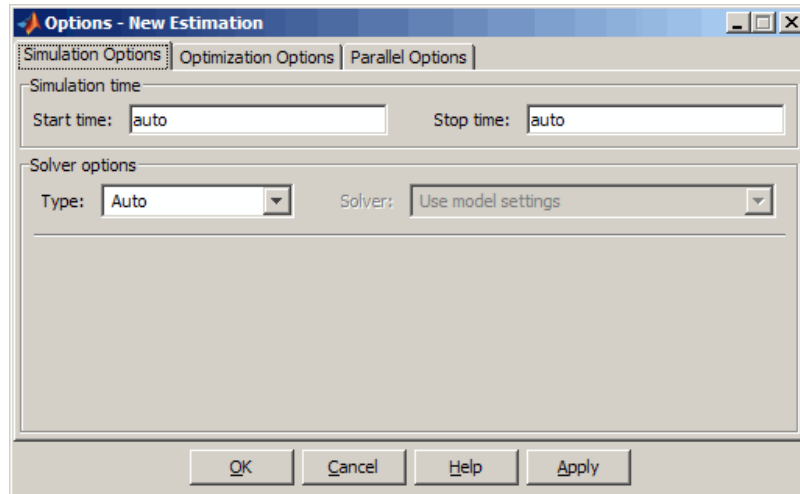 Options - New Estimation
Simulation Options Optimization Options Parallel Options
Simulation time
Start time: auto Stop time: auto
Solver options
Type: Auto Solver: Use model settings
OK Cancel Help Apply